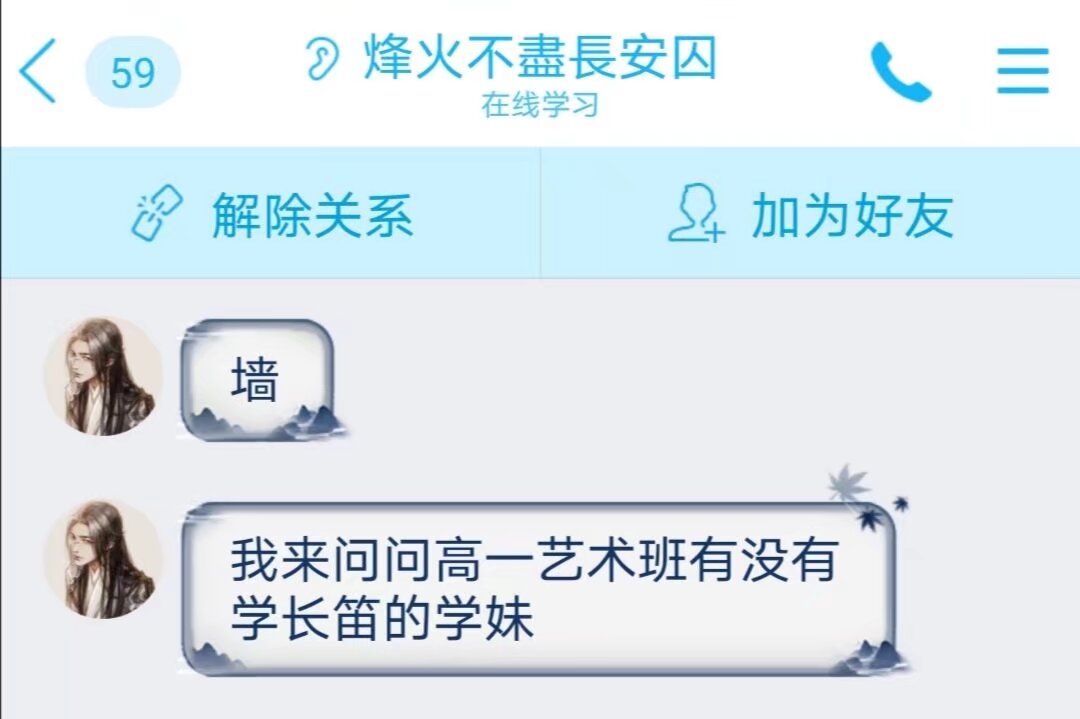 59
烽火不盡長安囚
在线学习
解除关系
加为好友
墙
我来问问高一艺术班有没有
学长笛的学妹